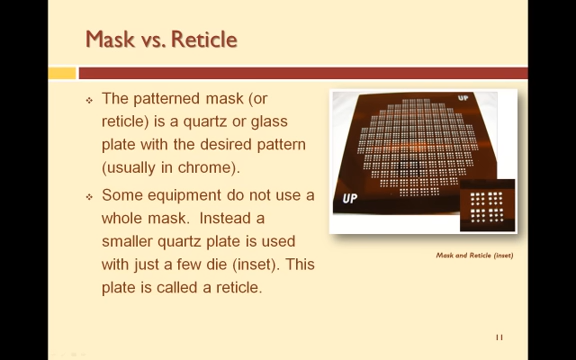 Mask vs. Reticle
The patterned mask (or
reticle) is a quartz or glass
plate with the desired pattern
(usually in chrome).
Some equipment do not use a
whole mask.  Instead a
smaller quartz plate is used
with just a few die (inset). This
plate is called a reticle.
UP
UP
Mask and Reticle (inset)
11